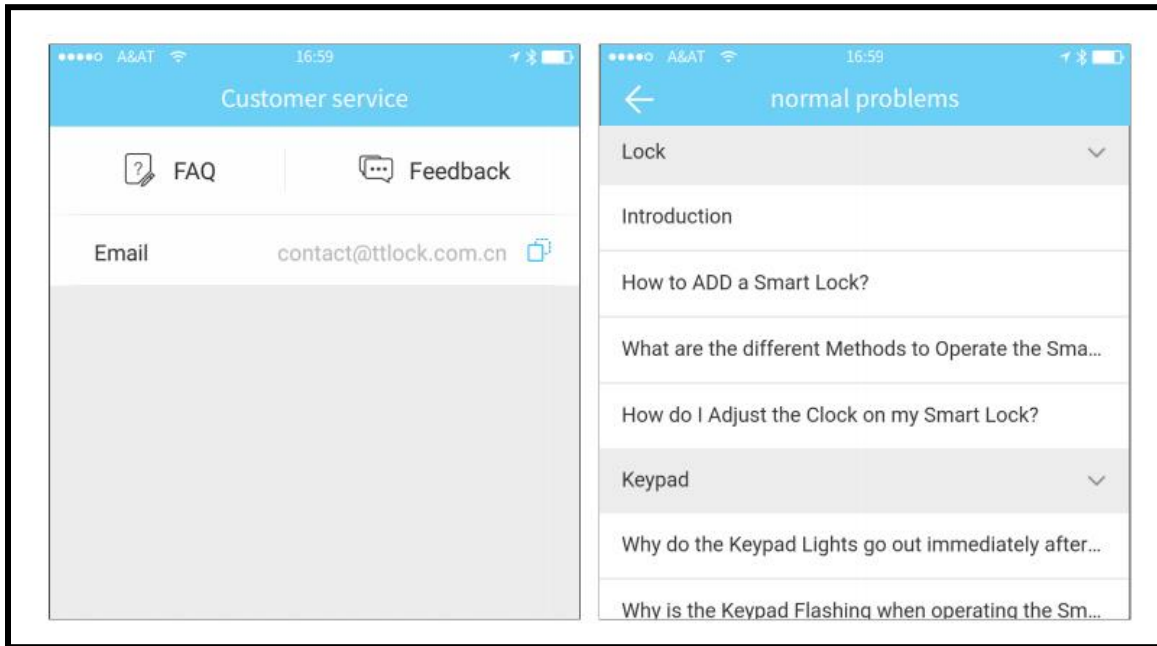 A&AT 16:59
Customer service
FAQ Feedback
Email contact@ttlock.com.cn
A&AT 16:59
normal problems
Lock
Introduction
How to ADD a Smart Lock?
What are the different Methods to Operate the Sma...
How do I Adjust the Clock on my Smart Lock?
Keypad
Why do the Keypad Lights go out immediately after...
Why is the Keypad Flashing when operating the Sm...